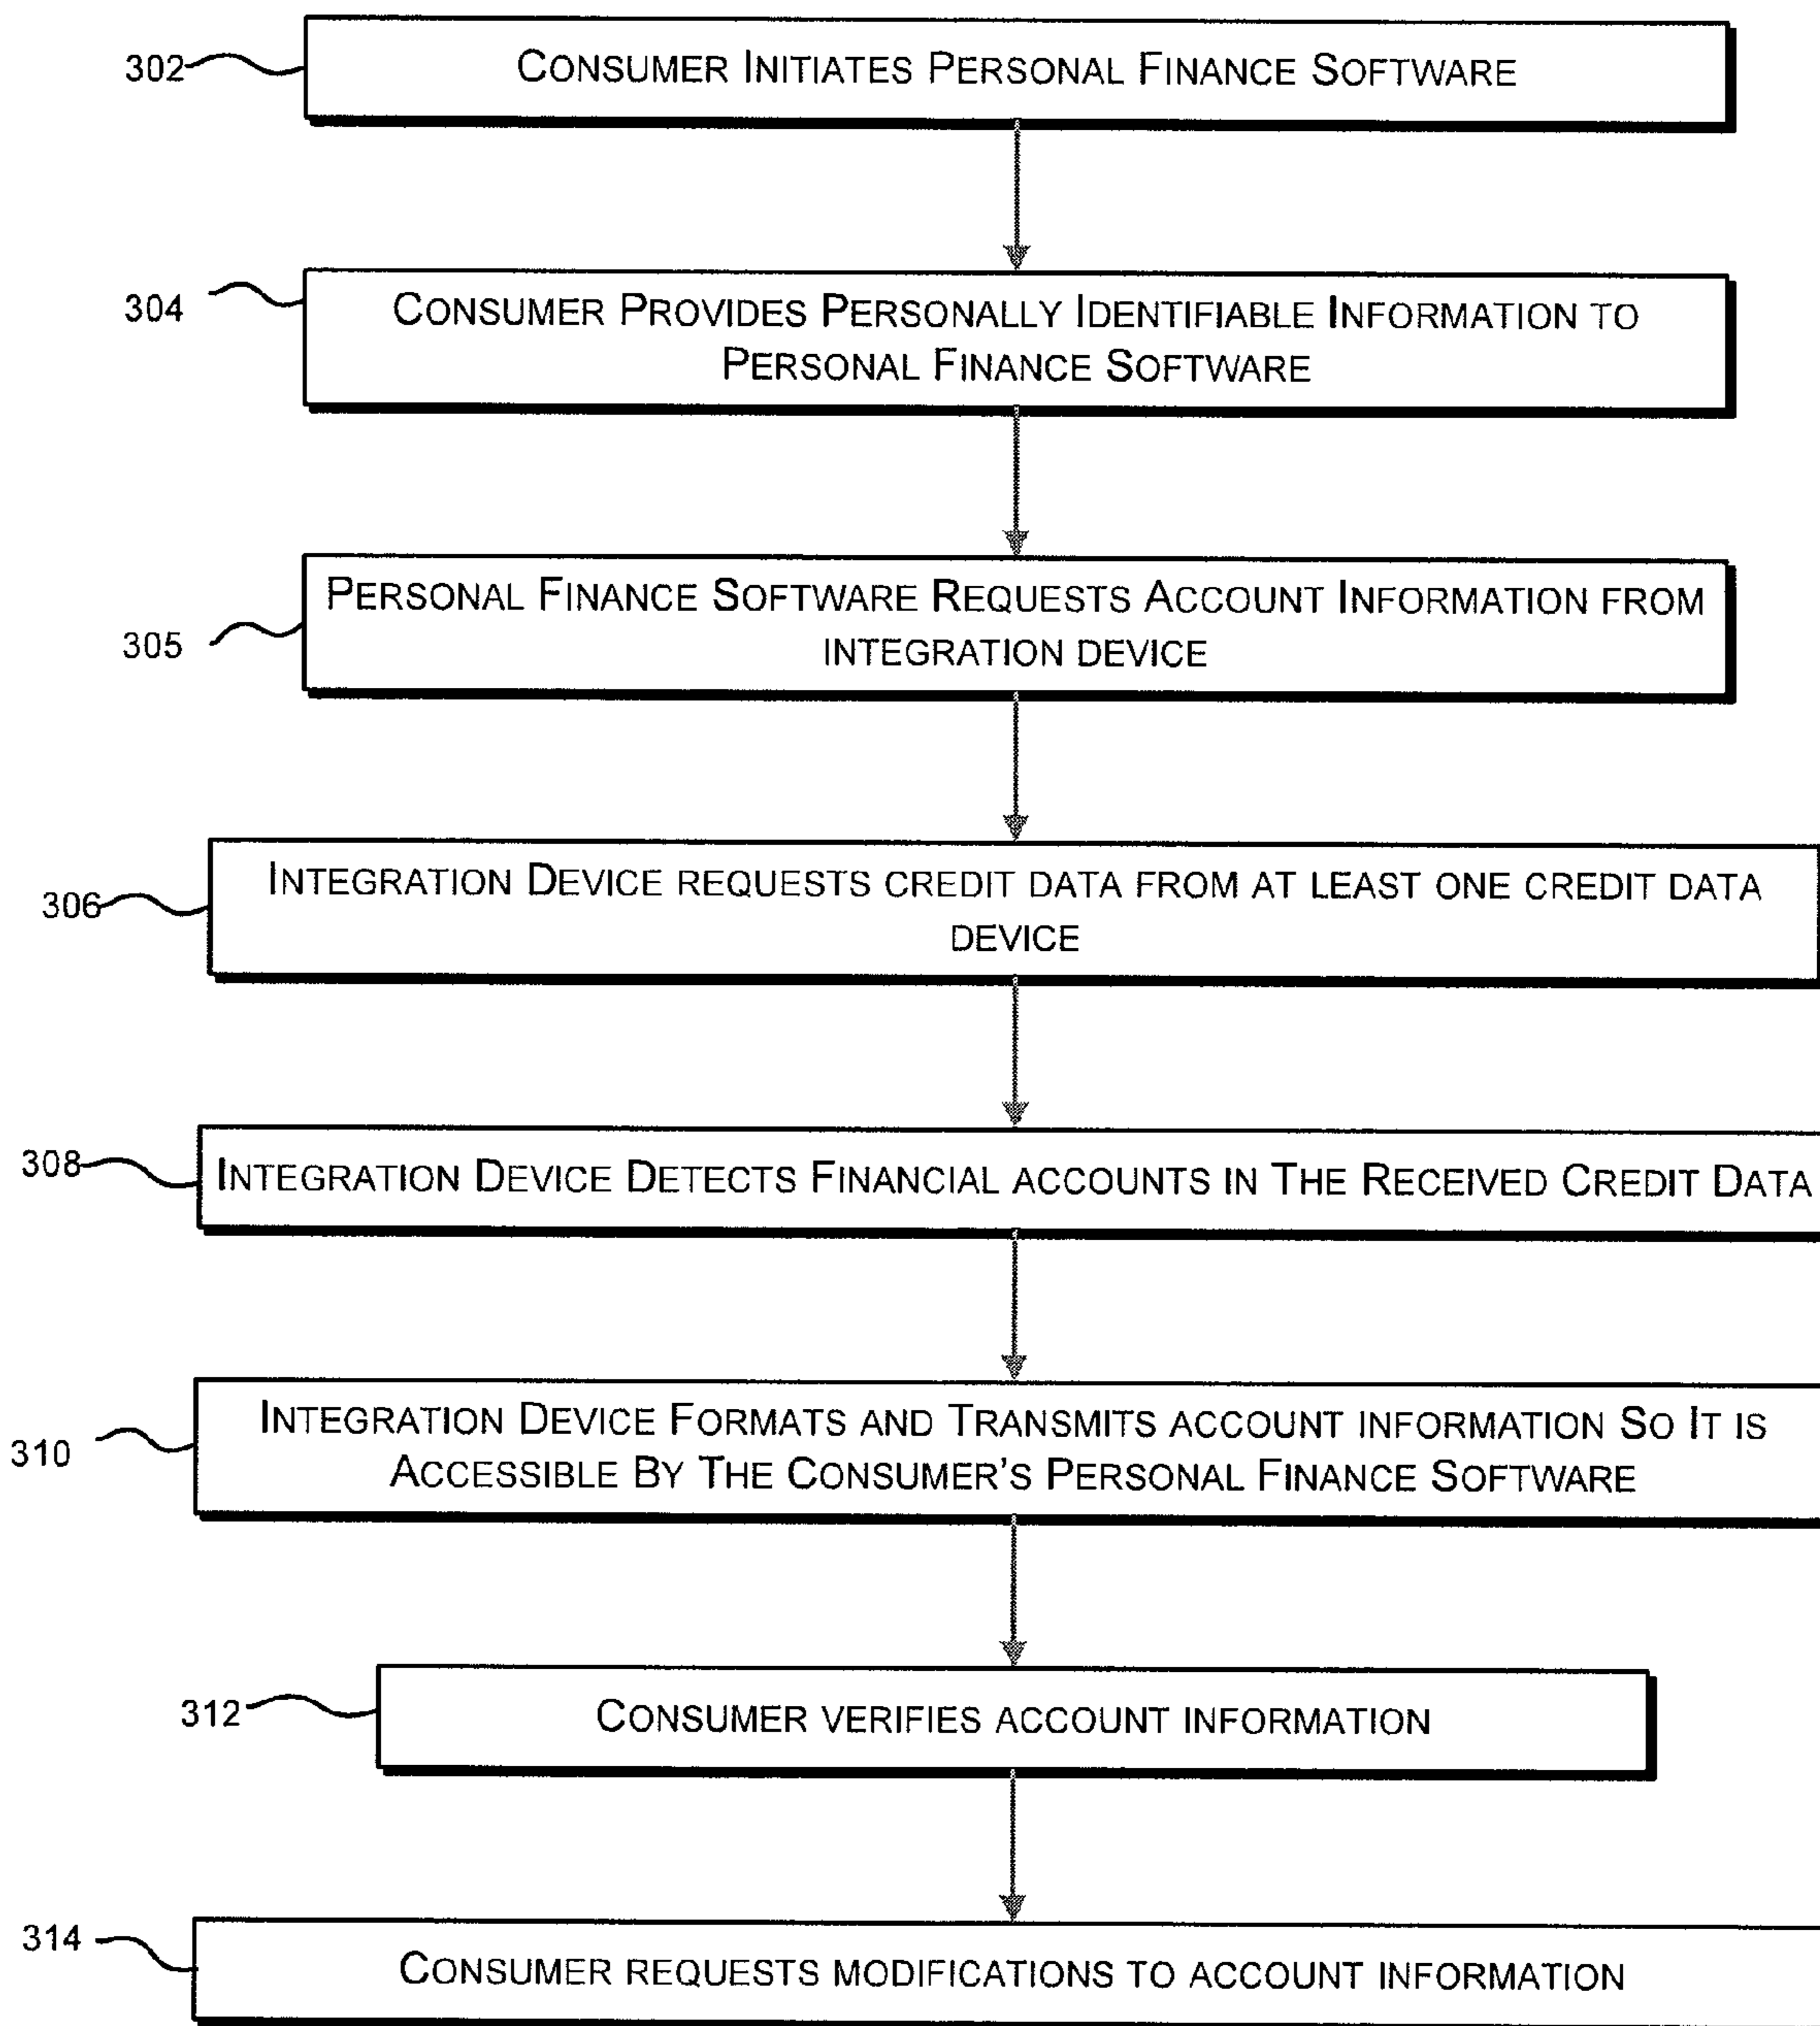 302
CONSUMER INITIATES PERSONAL FINANCE SOFTWARE
304
CONSUMER PROVIDES PERSONALLY IDENTIFIABLE INFORMATION TO
PERSONAL FINANCE SOFTWARE
305
PERSONAL FINANCE SOFTWARE REQUESTS ACCOUNT INFORMATION FROM
INTEGRATION DEVICE
306
INTEGRATION DEVICE REQUESTS CREDIT DATA FROM AT LEAST ONE CREDIT DATA
DEVICE
308
INTEGRATION DEVICE DETECTS FINANCIAL ACCOUNTS IN THE RECEIVED CREDIT DATA
310
INTEGRATION DEVICE FORMATS AND TRANSMITS ACCOUNT INFORMATION SO IT IS
ACCESSIBLE BY THE CONSUMER'S PERSONAL FINANCE SOFTWARE
312
CONSUMER VERIFIES ACCOUNT INFORMATION
314
CONSUMER REQUESTS MODIFICATIONS TO ACCOUNT INFORMATION